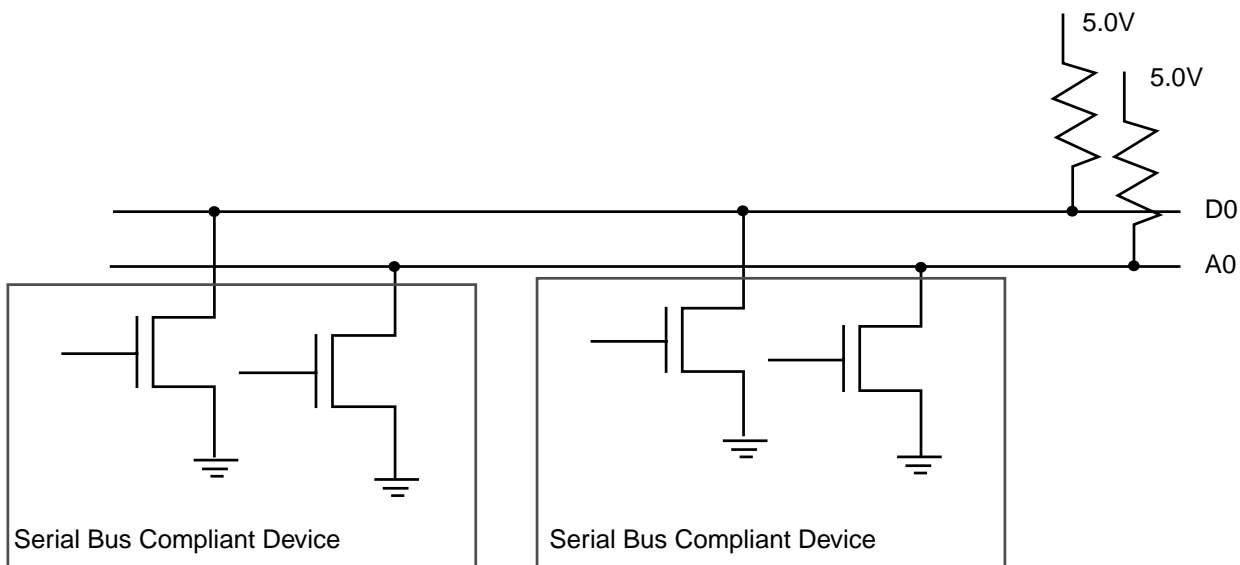 5.0V
5.0V
D0
A0
Serial Bus Compliant Device
Serial Bus Compliant Device